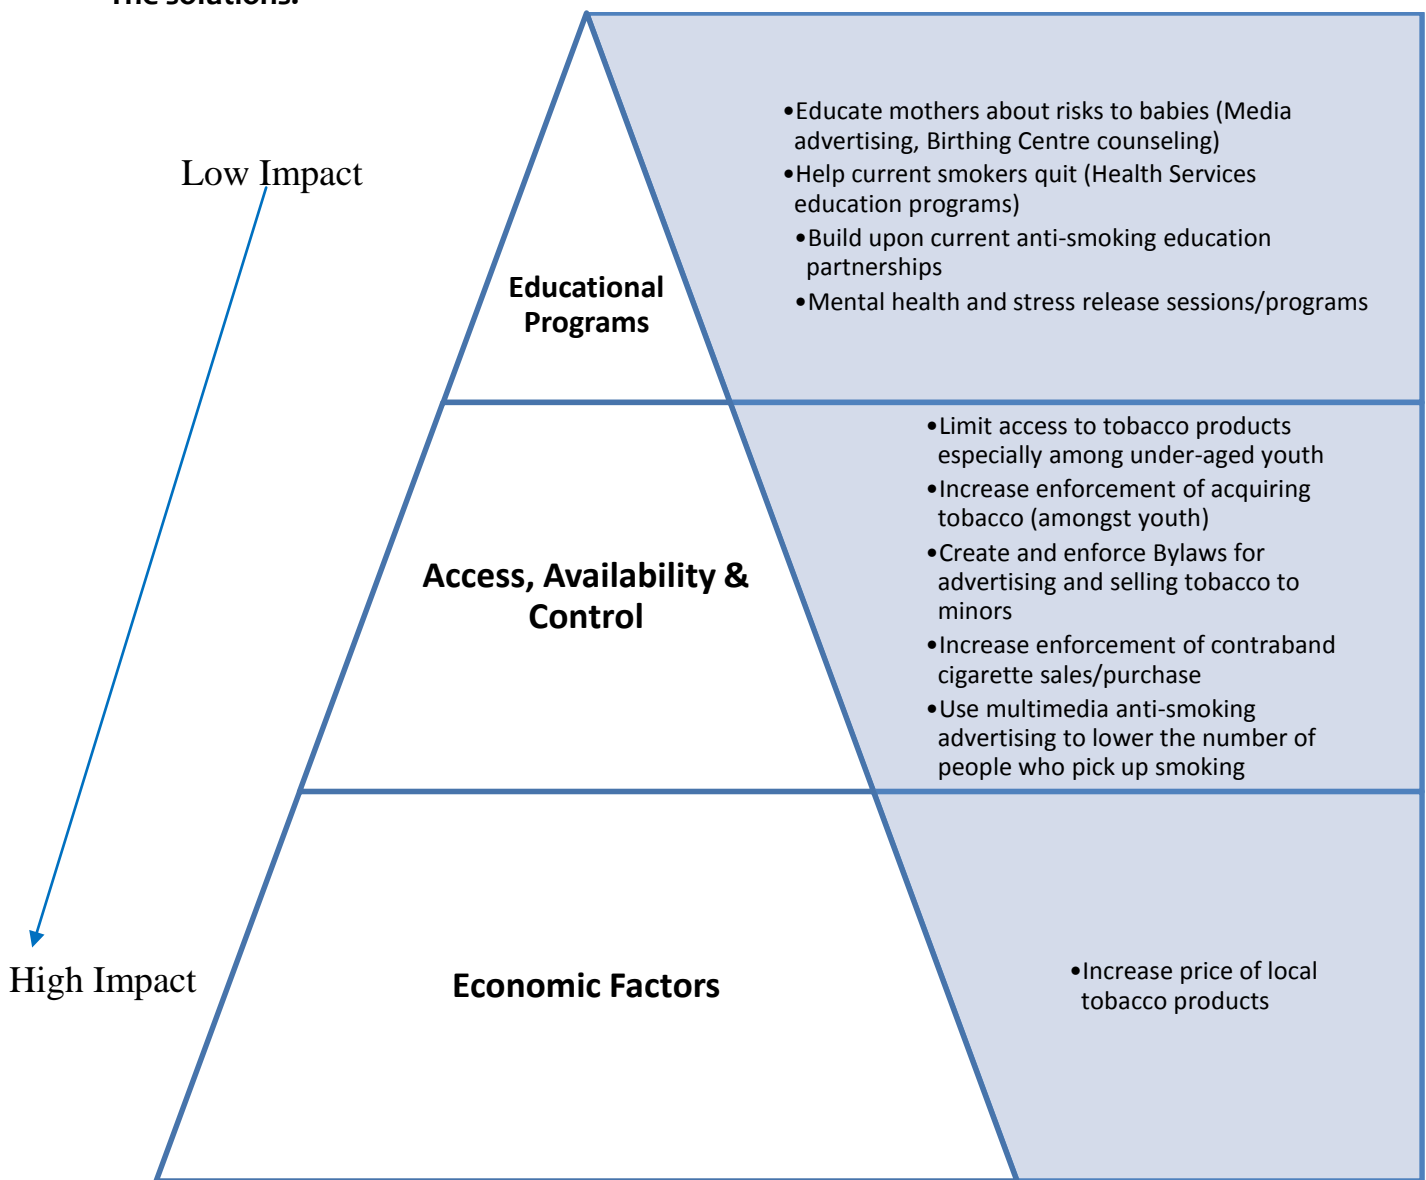 The solutions:
Low Impact
High Impact
Educational
Programs
•Educate mothers about risks to babies (Media
advertising, Birthing Centre counseling)
•Help current smokers quit (Health Services
education programs)
•Build upon current anti-smoking education
partnerships
•Mental health and stress release sessions/programs
Access, Availability &
Control
•Limit access to tobacco products
especially among under-aged youth
•Increase enforcement of acquiring
tobacco (amongst youth)
•Create and enforce Bylaws for
advertising and selling tobacco to
minors
•Increase enforcement of contraband
cigarette sales/purchase
•Use multimedia anti-smoking
advertising to lower the number of
people who pick up smoking
Economic Factors
•Increase price of local
tobacco products